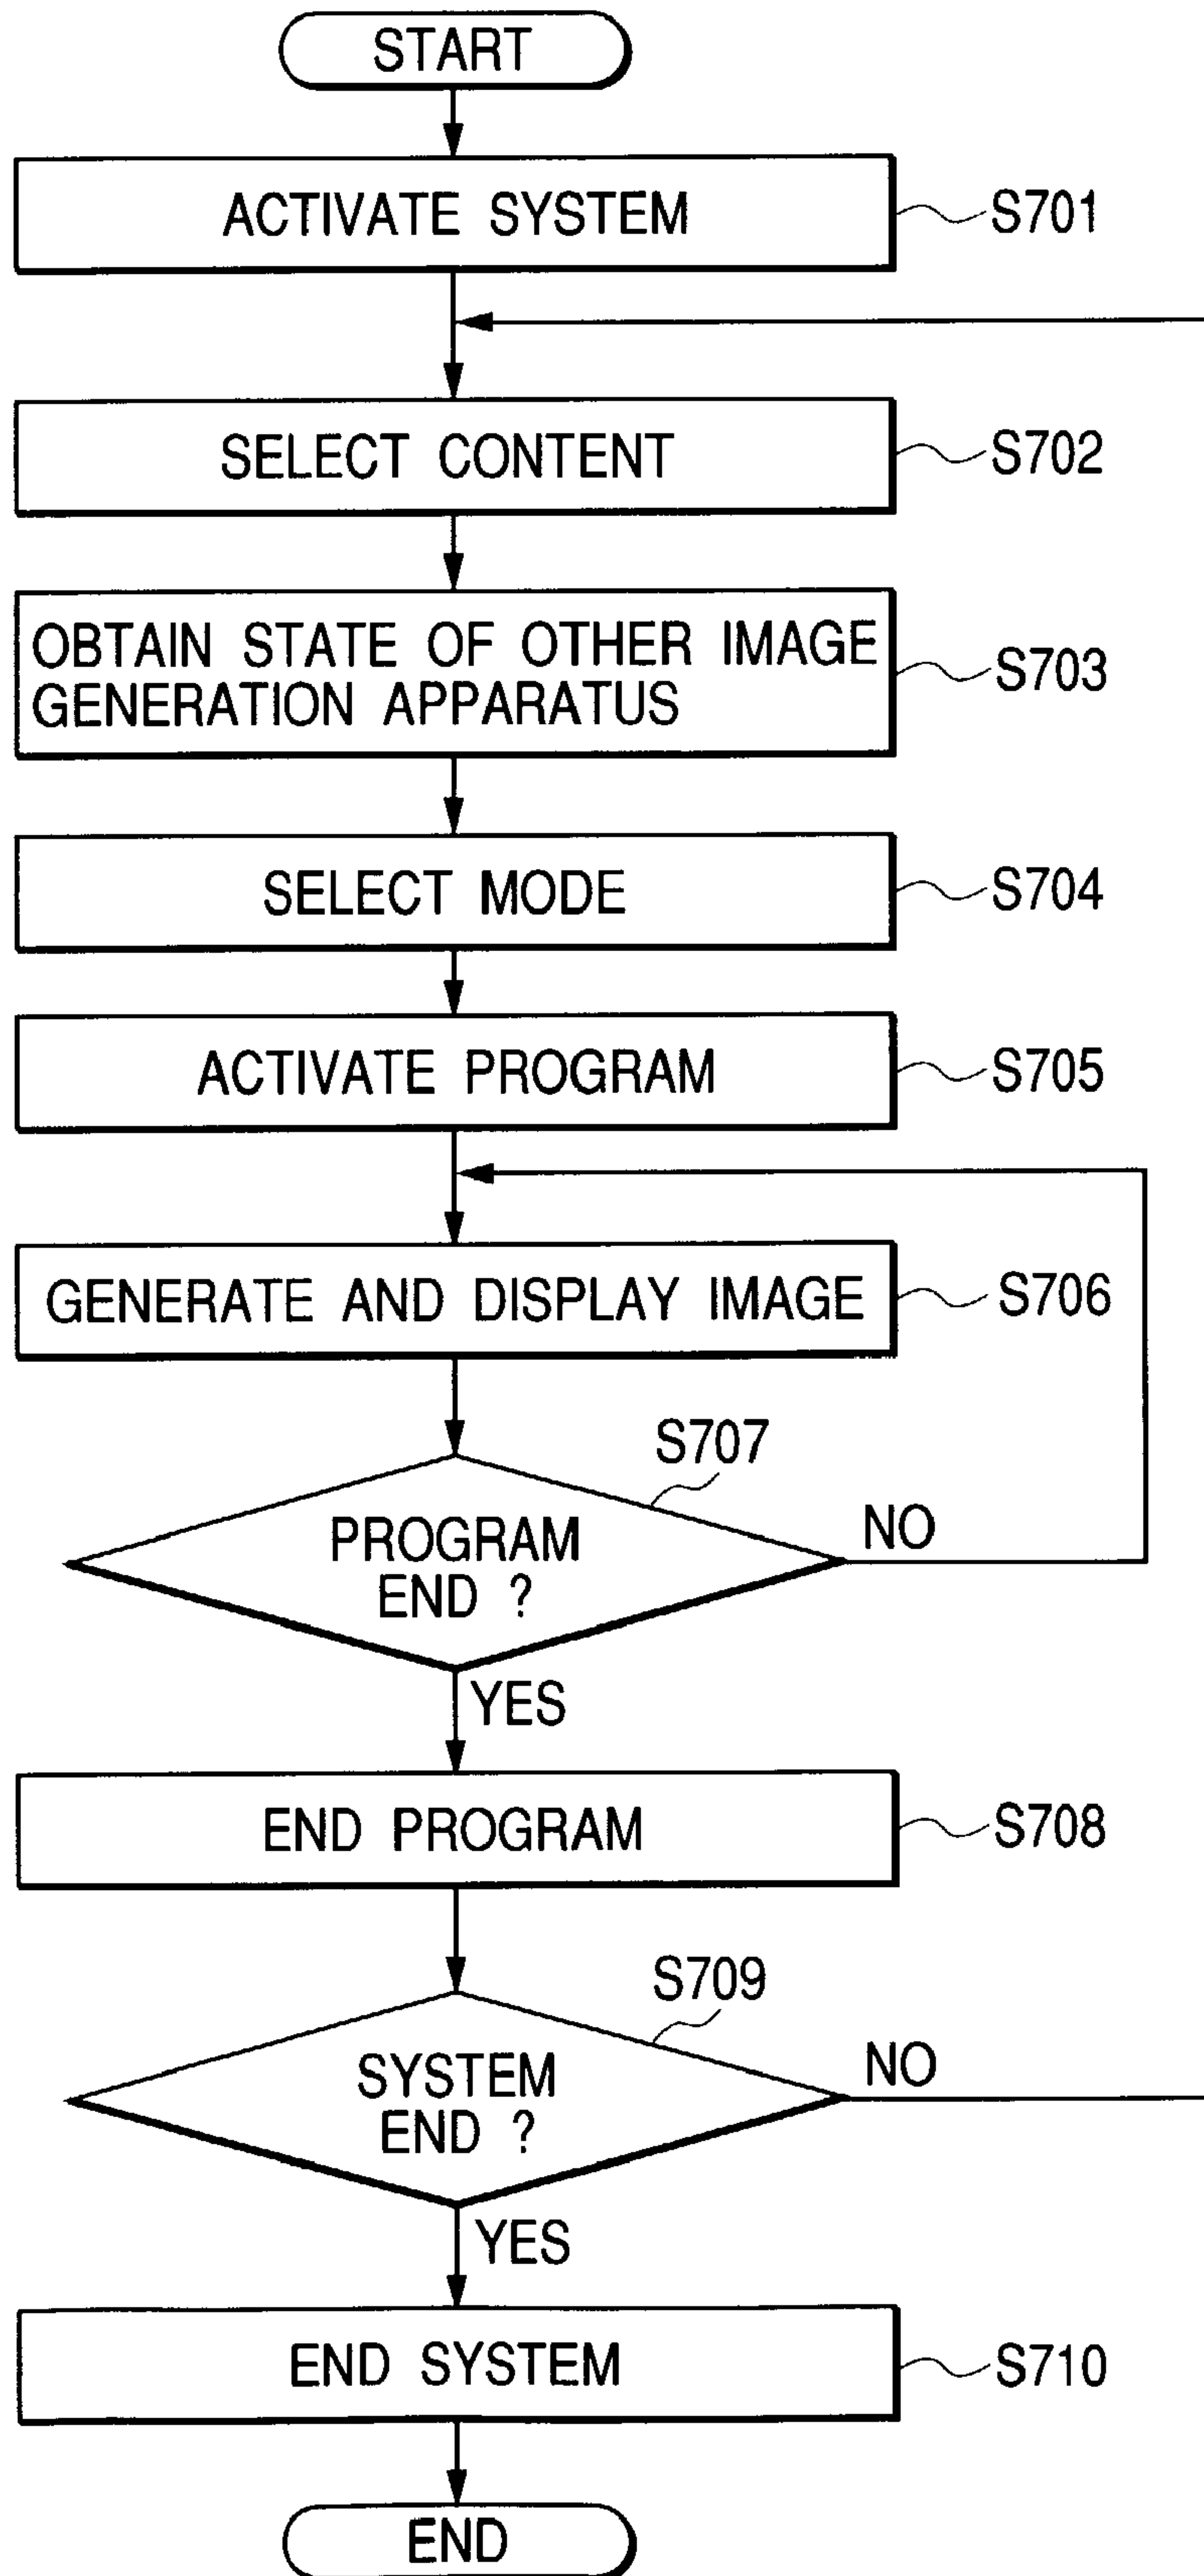 START
ACTIVATE SYSTEM
S701
SELECT CONTENT
S702
OBTAIN STATE OF OTHER IMAGE
GENERATION APPARATUS
S703
SELECT MODE
S704
ACTIVATE PROGRAM
S705
GENERATE AND DISPLAY IMAGE
S706
S707
PROGRAM
END ?
NO
YES
END PROGRAM
S708
S709
SYSTEM
END ?
NO
YES
END SYSTEM
S710
END